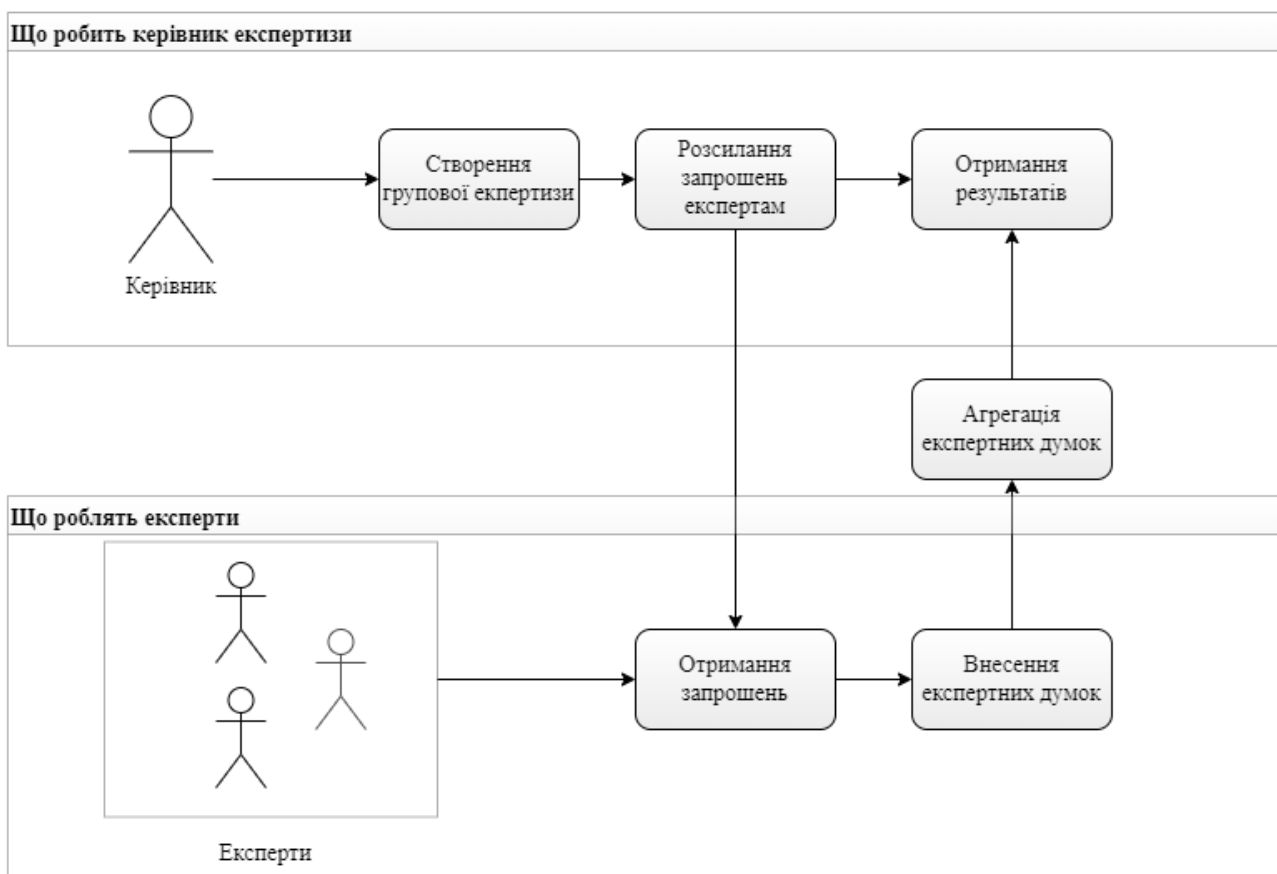 Що робить керівник експертизи
Створення
групової екпертизи
Розсилання
запрошень
експертам
Отримання
результатів
Керівник
Агрегація
експертних думок
Що роблять експерти
Отримання
запрошень
Внесення
експертних думок
Експерти